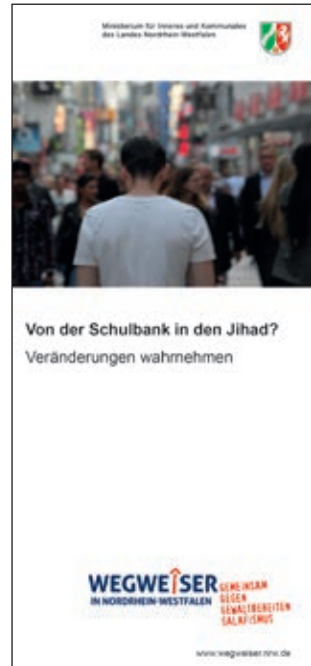 Ministerium für Inneres und Kommunales
des Landes Nordrhein-Westfalen
Von der Schulbank in den Jihad?
Veränderungen wahrnehmen
WEGWEISER
IN NORDRHEIN-WESTFALEN
GEMEINSAM
GEGEN
GEWALTBEREITEN
SALAFISMUS
www.wegweiser.nrw.de